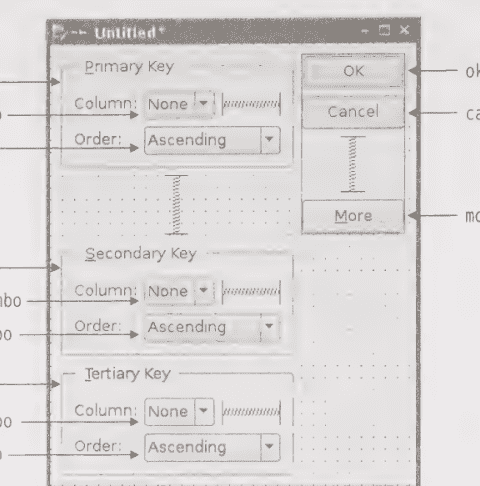 Untitled*
Primary Key
OK
Column: None
Cancel
Order: Ascending
More
Secondary Key
Column: None
Order: Ascending
Tertiary Key
Column: None
Order: Ascending